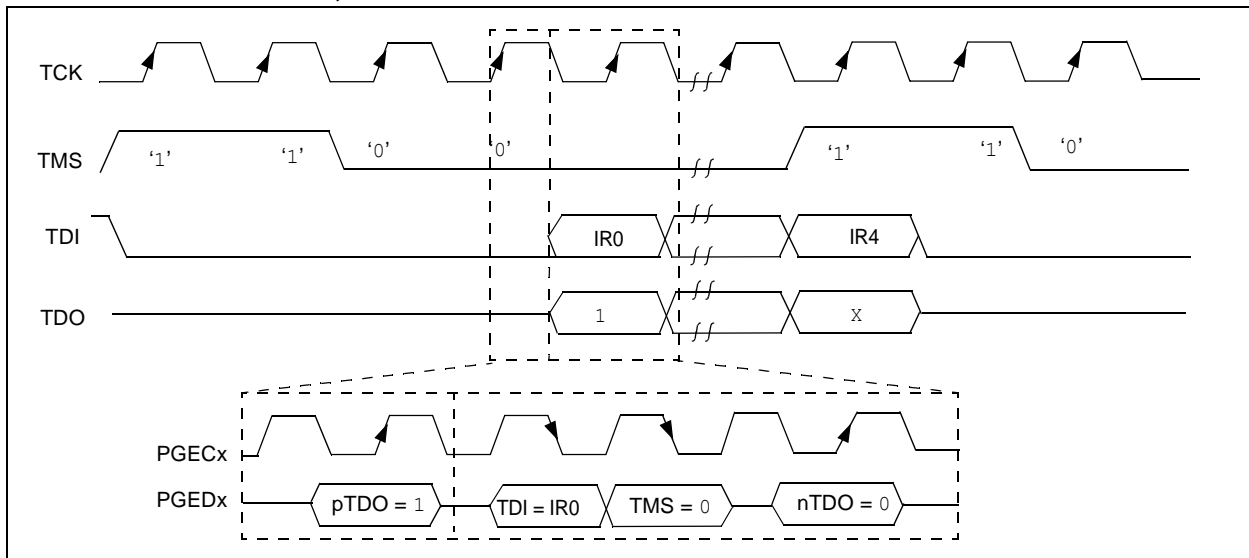 TCK
TMS ‘1’ ‘1’ ‘0’ ‘0’ ‘1’ ‘1’ ‘0’
TDI IR0 IR4
TDO 1 X
PGECx
PGEDx pTDO = 1 TDI = IR0 TMS = 0 nTDO = 0